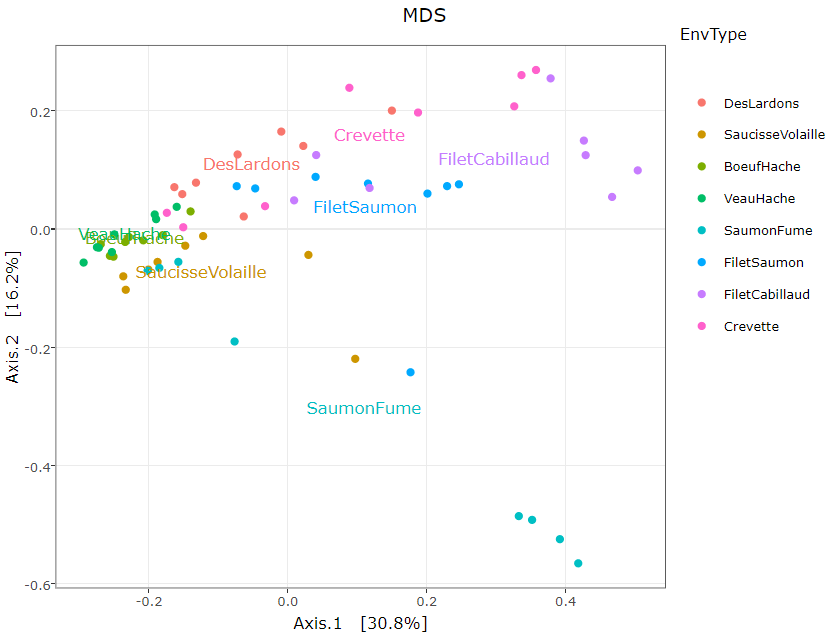 MDS
EnvType
DesLardons
SaucisseVolaille
BoeufHache
VeauHache
SaumonFume
FiletSaumon
FiletCabillaud
Crevette
Crevette
FiletCabillaud
DesLardons
FiletSaumon
VeauHache
BoeufHache
SaucisseVolaille
SaumonFume
0.2
0.0
-0.2
-0.4
-0.6
Axis.2 [16.2%]
-0.2 0.0 0.2 0.4
Axis.1 [30.8%]